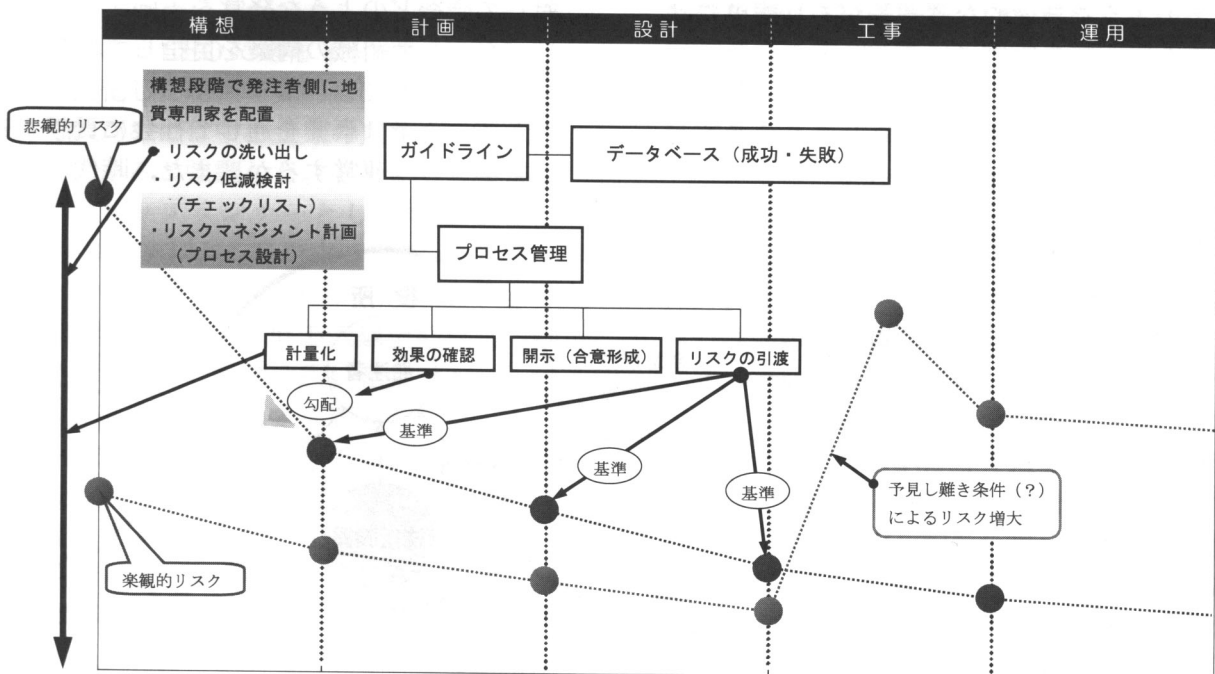 構想
計画
設計
工事
運用
構想段階で発注者側に地
質専門家を配置
・リスクの洗い出し
・リスク低減検討
（チェックリスト）
・リスクマネジメント計画
（プロセス設計）
悲観的リスク
ガイドライン
データベース（成功・失敗）
プロセス管理
計量化
効果の確認
開示（合意形成）
リスクの引渡
勾配
基準
基準
基準
予見し難き条件（？）
によるリスク増大
楽観的リスク